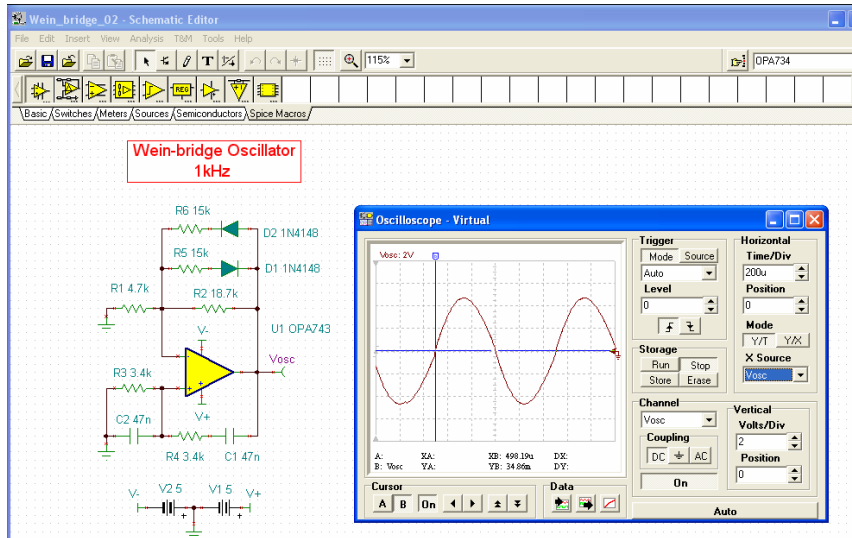 Wein_bridge_02 - Schematic Editor
File Edit Insert View Analysis T&M Tools Help
T 115% OPA734
REG
Basic Switches Meters Sources Semiconductors Spice Macros
Wein-bridge Oscillator
1kHz
R6 15k
D2 1N4148
R5 15k
D1 1N4148
R1 4.7k
R2 18.7k
U1 OPA743
V-
Vosc
R3 3.4k
V+
C2 47n
R4 3.4k
C1 47n
V-
V2 5
V1 5
V+
Oscilloscope - Virtual
Vosc: 2V
A: XA: XB: 498.19u DX:
B: Vosc YA: YB: 34.86m DY:
Cursor
A B On
Data
Trigger
Mode Source
Auto
Level
0
Storage
Run Stop
Store Erase
Channel
Vosc
Coupling
DC AC
On
Horizontal
Time/Div
200u
Position
0
Mode
Y/T Y/X
X Source
Vosc
Vertical
Volts/Div
2
Position
0
Auto